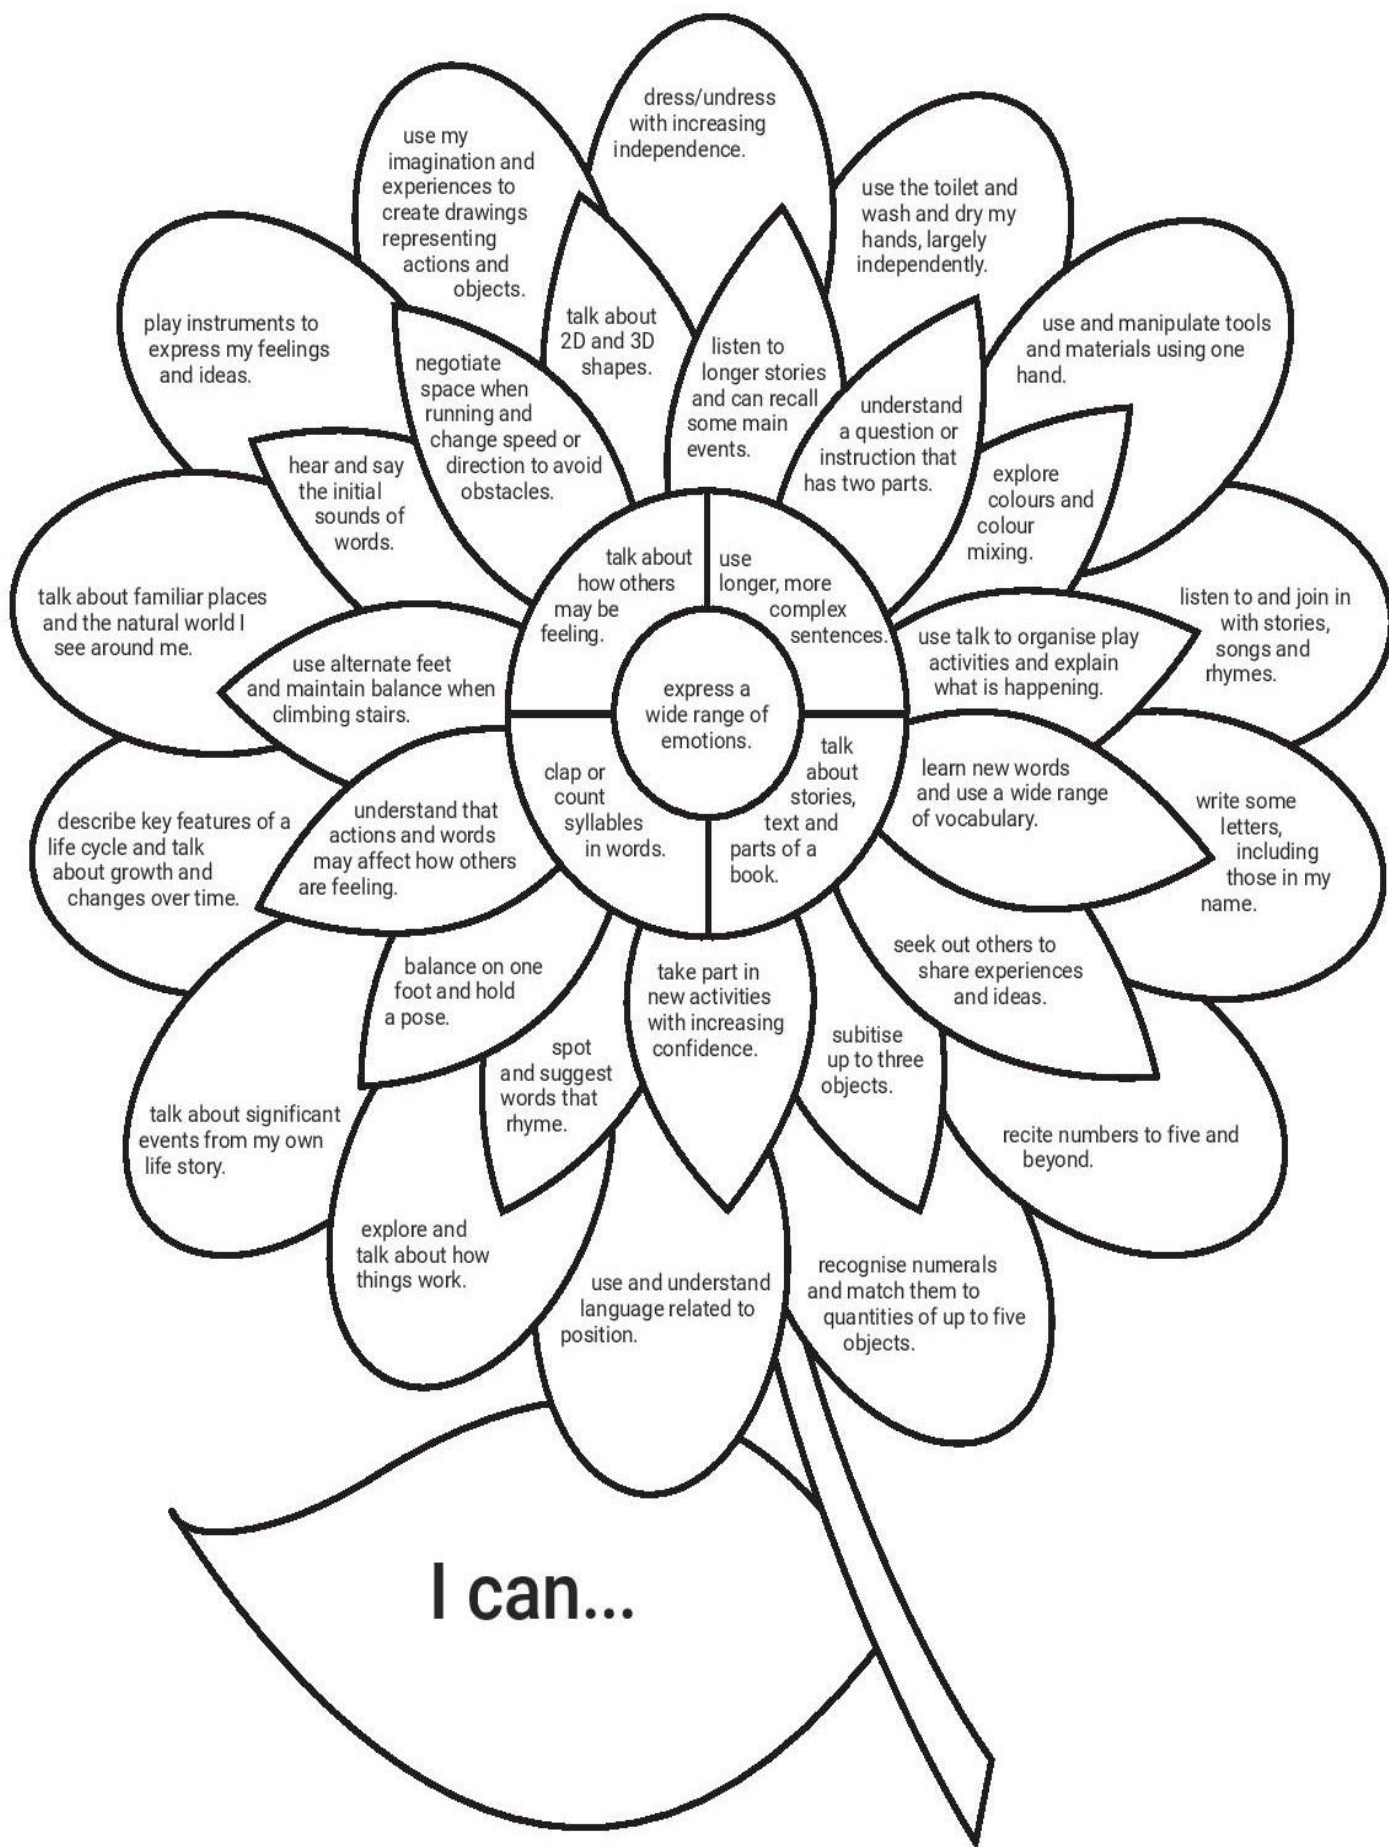 dress/undress
with increasing
independence.
use my
imagination and
experiences to
create drawings
representing
actions and
objects.
use the toilet and
wash and dry my
hands, largely
independently.
play instruments to
express my feelings
and ideas.
talk about
2D and 3D
shapes.
listen to
longer stories
and can recall
some main
events.
use and manipulate tools
and materials using one
hand.
negotiate
space when
running and
change speed or
direction to avoid
obstacles.
understand
a question or
instruction that
has two parts.
hear and say
the initial
sounds of
words.
explore
colours and
colour
mixing.
talk about familiar places
and the natural world I
see around me.
talk about
how others
may be
feeling.
use
longer, more
complex
sentences.
listen to and join in
with stories,
songs and
rhymes.
use alternate feet
and maintain balance when
climbing stairs.
express a
wide range of
emotions.
use talk to organise play
activities and explain
what is happening.
describe key features of a
life cycle and talk
about growth and
changes over time.
understand that
actions and words
may affect how others
are feeling.
clap or
count
syllables
in words.
talk
about
stories,
text and
parts of a
book.
learn new words
and use a wide range
of vocabulary.
write some
letters,
including
those in my
name.
balance on one
foot and hold
a pose.
take part in
new activities
with increasing
confidence.
seek out others to
share experiences
and ideas.
spot
and suggest
words that
rhyme.
subitise
up to three
objects.
talk about significant
events from my own
life story.
recite numbers to five and
beyond.
explore and
talk about how
things work.
use and understand
language related to
position.
recognise numerals
and match them to
quantities of up to five
objects.
I can...